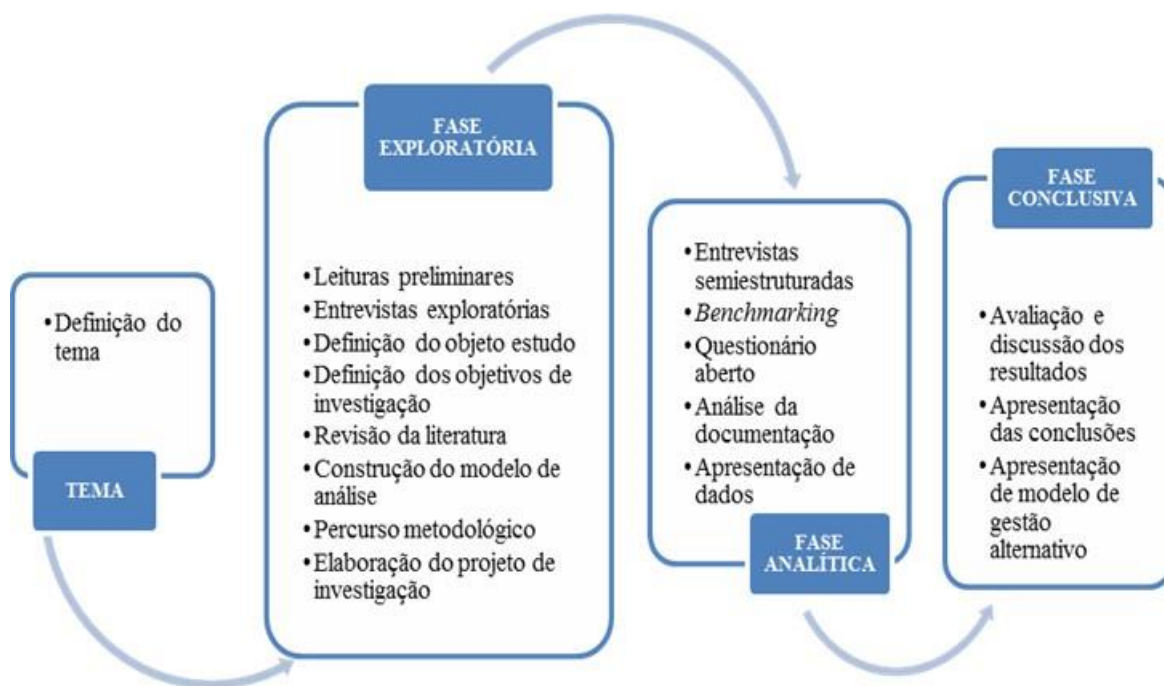 •Definição do
tema
TEMA
FASE
EXPLORATÓRIA
•Leituras preliminares
•Entrevistas exploratórias
•Definição do objeto estudo
•Definição dos objetivos de
investigação
•Revisão da literatura
•Construção do modelo de
análise
•Percurso metodológico
•Elaboração do projeto de
investigação
•Entrevistas
semiestruturadas
•Benchmarking
•Questionário
aberto
•Análise da
documentação
•Apresentação de
dados
FASE
ANALÍTICA
FASE
CONCLUSIVA
•Avaliação e
discussão dos
resultados
•Apresentação
das conclusões
•Apresentação
de modelo de
gestão
alternativo